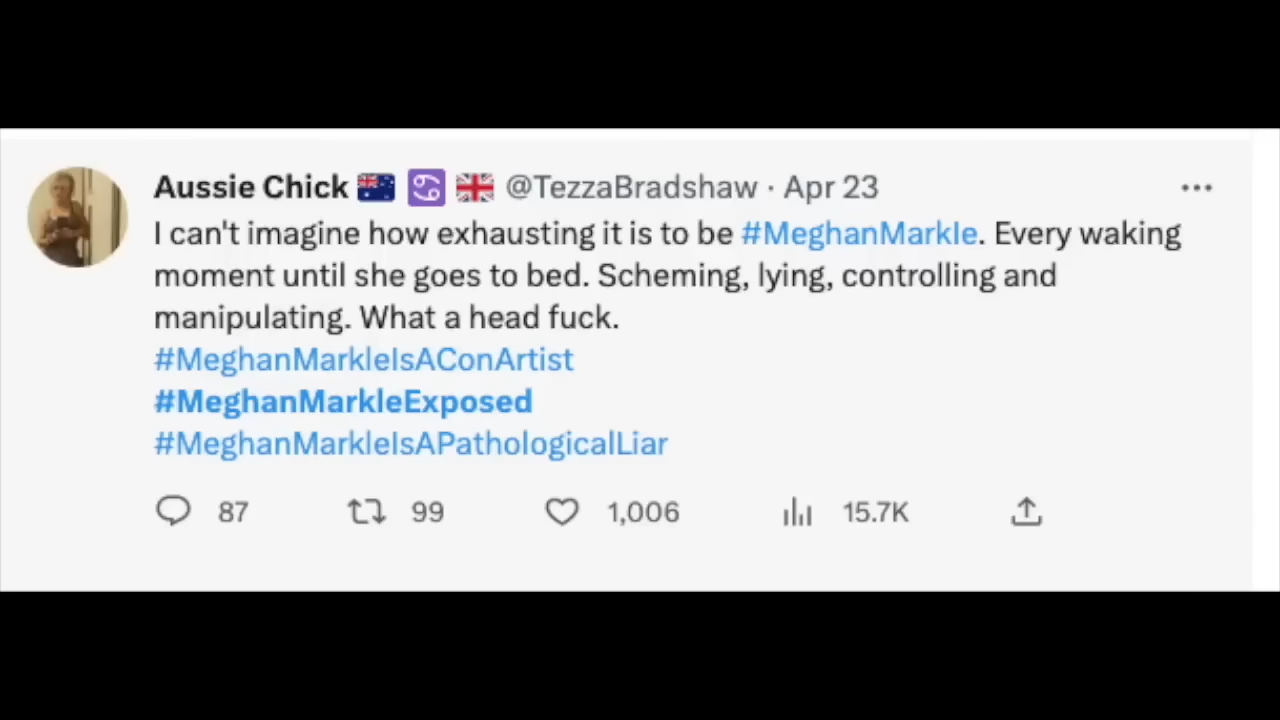 Aussie Chick 🇦🇺 ♋ 🇬🇧 @TezzaBradshaw · Apr 23
I can't imagine how exhausting it is to be #MeghanMarkle. Every waking
moment until she goes to bed. Scheming, lying, controlling and
manipulating. What a head fuck.
#MeghanMarkleIsAConArtist
#MeghanMarkleExposed
#MeghanMarkleIsAPathologicalLiar
87 99 1,006 15.7K